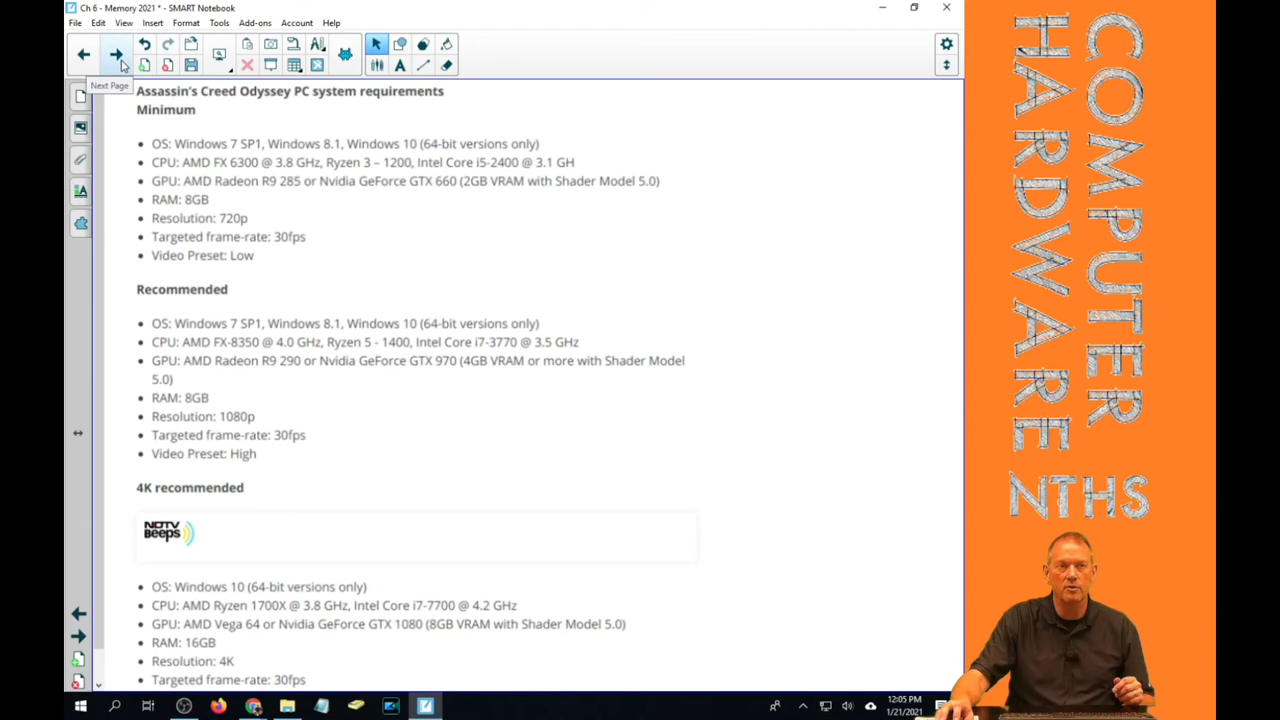 Ch 6 - Memory 2021 * - SMART Notebook
File Edit View Insert Format Tools Add-ons Account Help
Next Page
Assassin's Creed Odyssey PC system requirements
Minimum
• OS: Windows 7 SP1, Windows 8.1, Windows 10 (64-bit versions only)
• CPU: AMD FX 6300 @ 3.8 GHz, Ryzen 3 – 1200, Intel Core i5-2400 @ 3.1 GH
• GPU: AMD Radeon R9 285 or Nvidia GeForce GTX 660 (2GB VRAM with Shader Model 5.0)
• RAM: 8GB
• Resolution: 720p
• Targeted frame-rate: 30fps
• Video Preset: Low
Recommended
• OS: Windows 7 SP1, Windows 8.1, Windows 10 (64-bit versions only)
• CPU: AMD FX-8350 @ 4.0 GHz, Ryzen 5 - 1400, Intel Core i7-3770 @ 3.5 GHz
• GPU: AMD Radeon R9 290 or Nvidia GeForce GTX 970 (4GB VRAM or more with Shader Model
5.0)
• RAM: 8GB
• Resolution: 1080p
• Targeted frame-rate: 30fps
• Video Preset: High
4K recommended
NDTV
Beeps
• OS: Windows 10 (64-bit versions only)
• CPU: AMD Ryzen 1700X @ 3.8 GHz, Intel Core i7-7700 @ 4.2 GHz
• GPU: AMD Vega 64 or Nvidia GeForce GTX 1080 (8GB VRAM with Shader Model 5.0)
• RAM: 16GB
• Resolution: 4K
• Targeted frame-rate: 30fps
12:05 PM
1/21/2021
COMPUTER
HARDWARE
NTHS